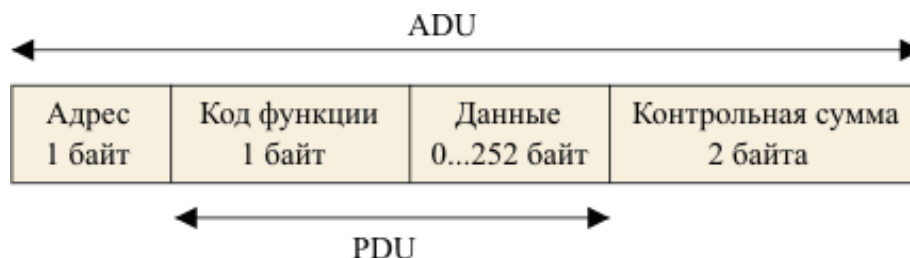 ADU
Адрес
1 байт
Код функции
1 байт
Данные
0...252 байт
Контрольная сумма
2 байта
PDU